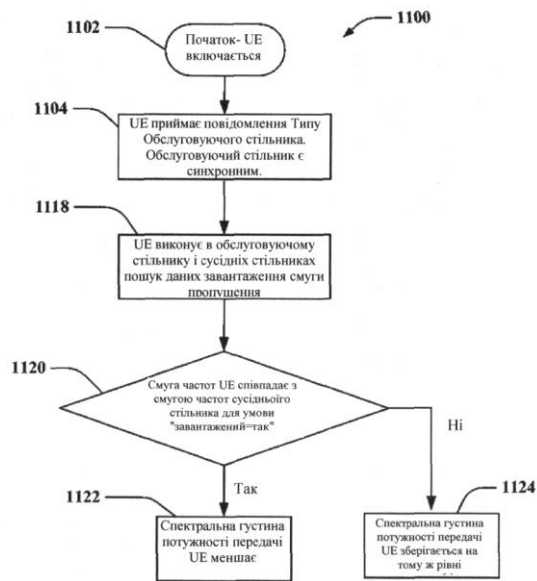 1100
1102
Початок- UE
включається
1104
UE приймає повідомлення Типу
Обслуговуючого стільника.
Обслуговуючий стільник є
синхронним.
1118
UE виконує в обслуговуючому
стільнику і сусідніх стільниках
пошук даних завантаження смуги
пропущення
1120
Смуга частот UE співпадає з
смугою частот сусіднього
стільника для умови
"завантажений=так"
Ні
Так
1122
Спектральна густина
потужності передачі
UE меншає
1124
Спектральна густина
потужності передачі
UE зберігається на
тому ж рівні